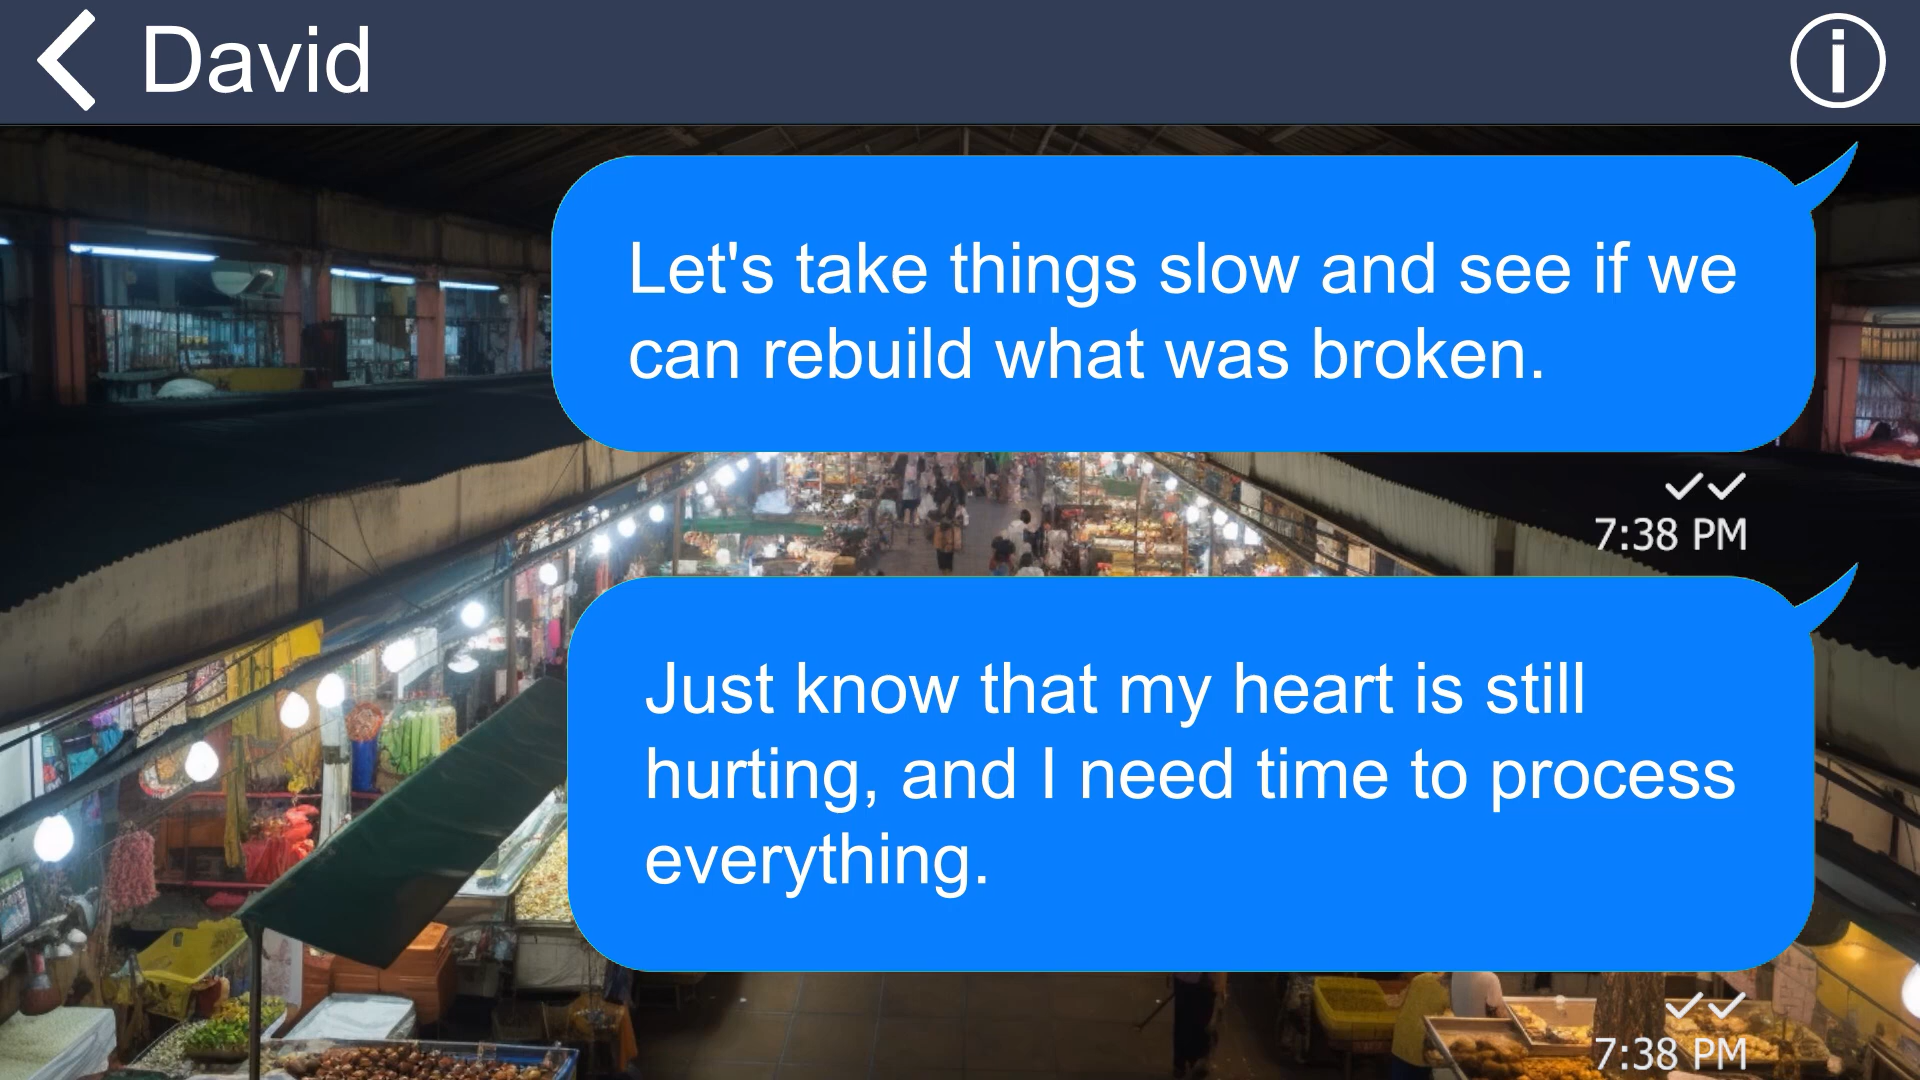 David
Let's take things slow and see if we
can rebuild what was broken.
7:38 PM
Just know that my heart is still
hurting, and I need time to process
everything.
7:38 PM